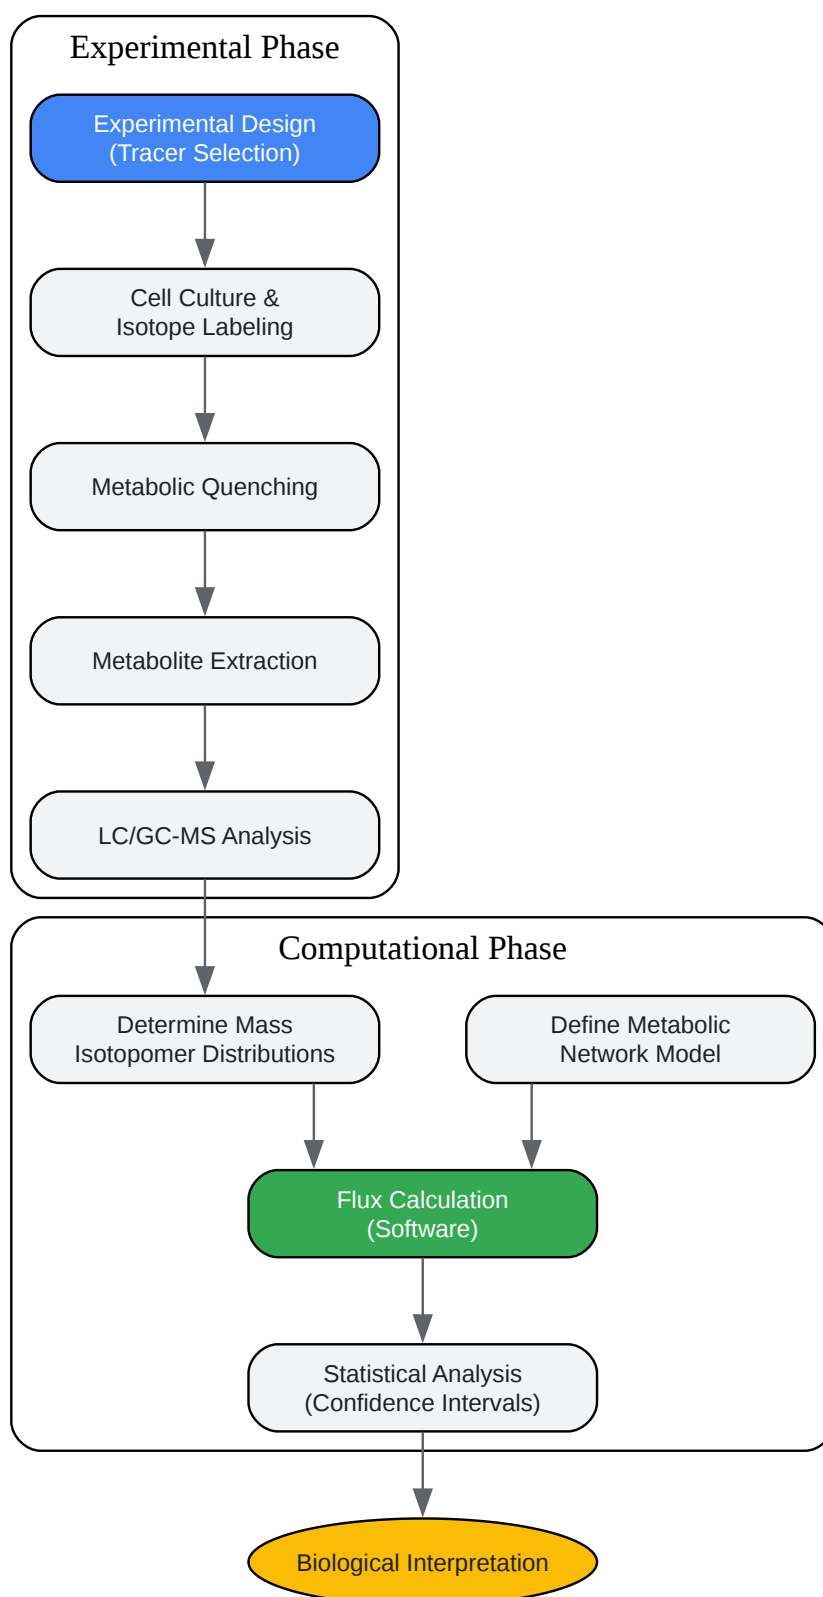 Experimental Phase
Experimental Design
(Tracer Selection)
Cell Culture &
Isotope Labeling
Metabolic Quenching
Metabolite Extraction
LC/GC-MS Analysis
Computational Phase
Determine Mass
Isotopomer Distributions
Define Metabolic
Network Model
Flux Calculation
(Software)
Statistical Analysis
(Confidence Intervals)
Biological Interpretation